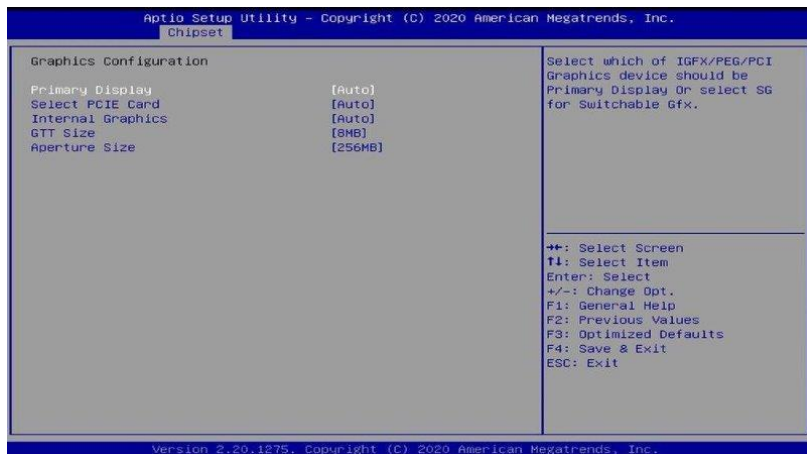 Aptio Setup Utility – Copyright (C) 2020 American Megatrends, Inc.
Chipset
Graphics Configuration
Primary Display [Auto]
Select PCIE Card [Auto]
Internal Graphics [Auto]
GTT Size [8MB]
Aperture Size [256MB]
Select which of IGFX/PEG/PCI
Graphics device should be
Primary Display Or select SG
for Switchable Gfx.
→←: Select Screen
↑↓: Select Item
Enter: Select
+/-: Change Opt.
F1: General Help
F2: Previous Values
F3: Optimized Defaults
F4: Save & Exit
ESC: Exit
Version 2.20.1275. Copyright (C) 2020 American Megatrends, Inc.